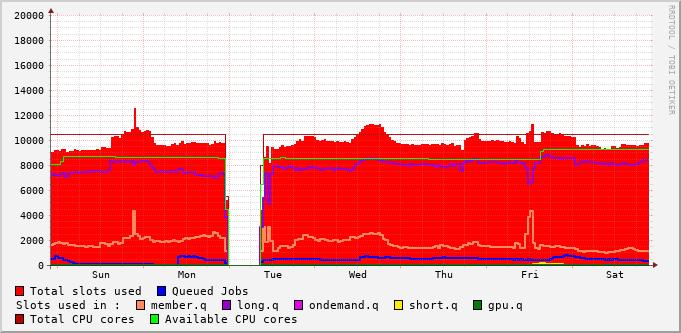 20000
18000
16000
14000
12000
10000
8000
6000
4000
2000
0
Sun Mon Tue Wed Thu Fri Sat
RRDTOOL / TOBI OETIKER
Total slots used Queued Jobs
Slots used in : member.q long.q ondemand.q short.q gpu.q
Total CPU cores Available CPU cores